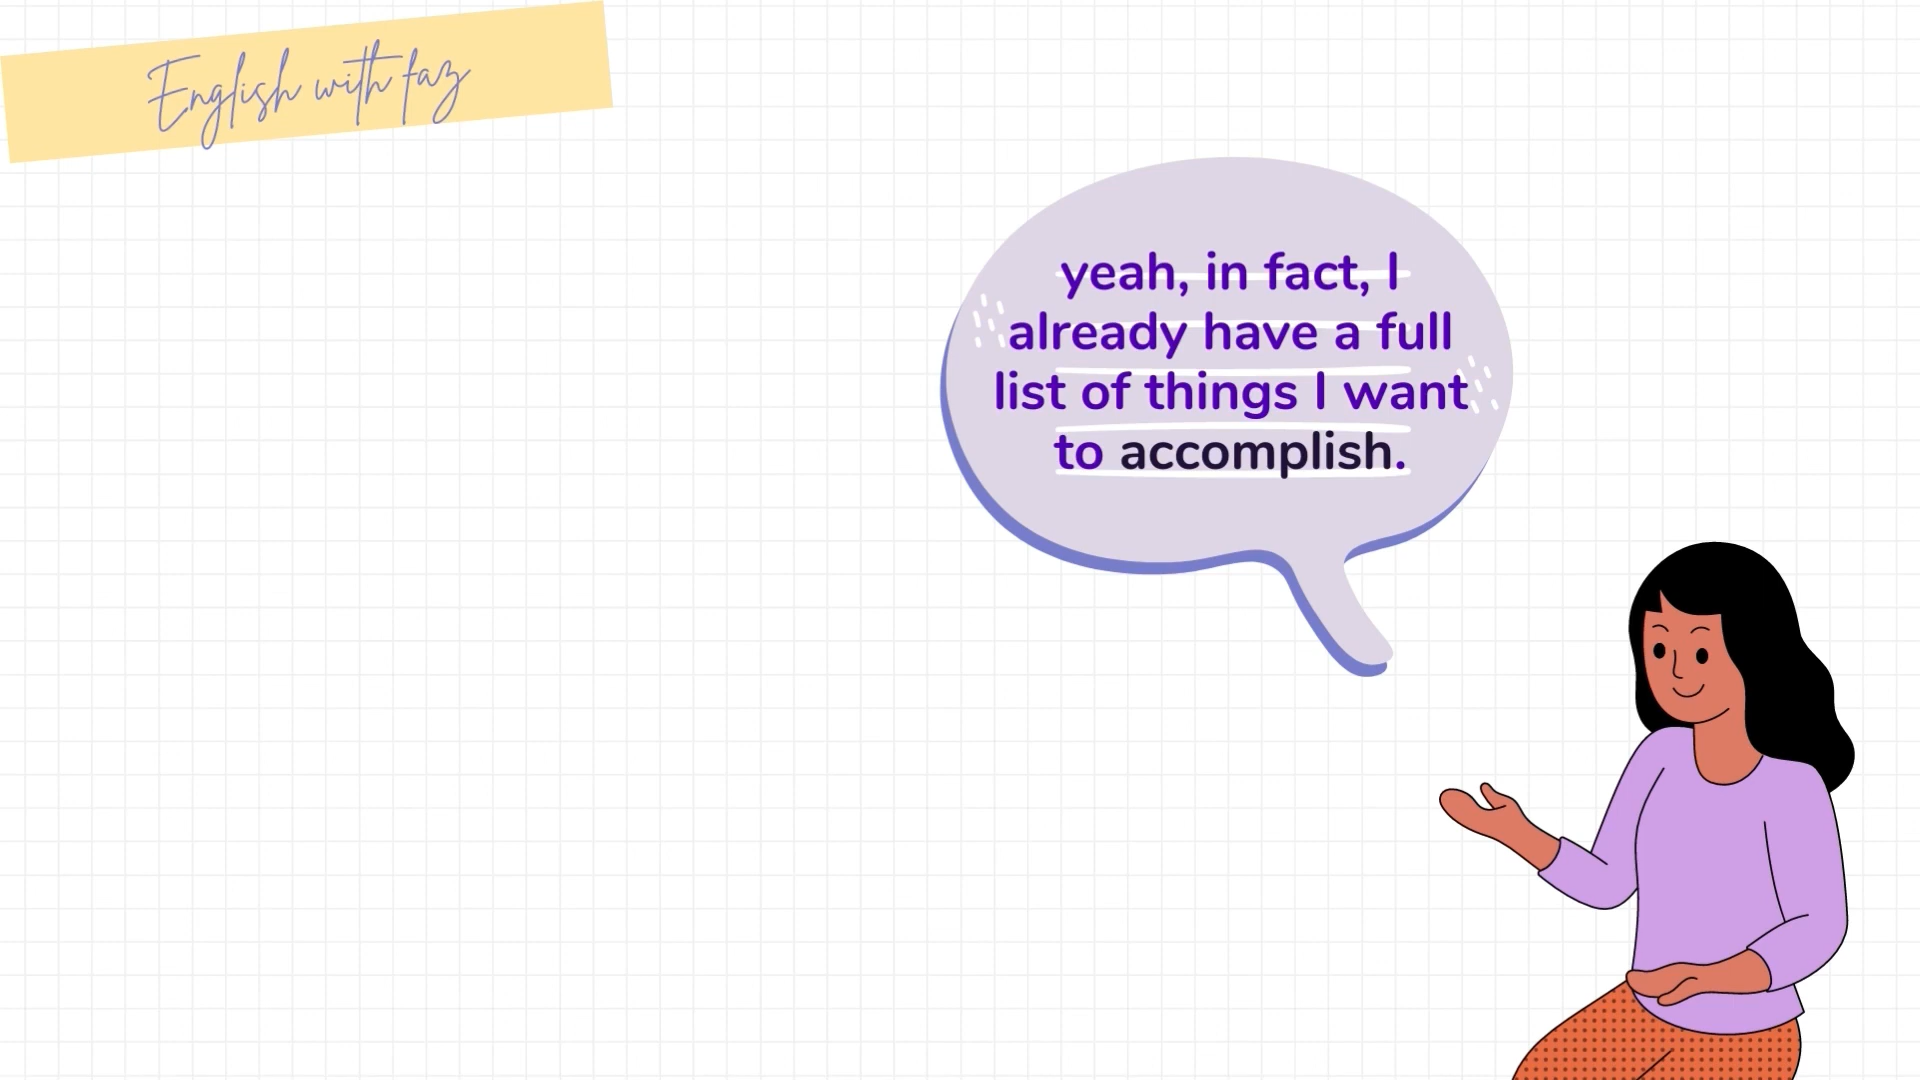 English with faz
yeah, in fact, I
already have a full
list of things I want
to accomplish.